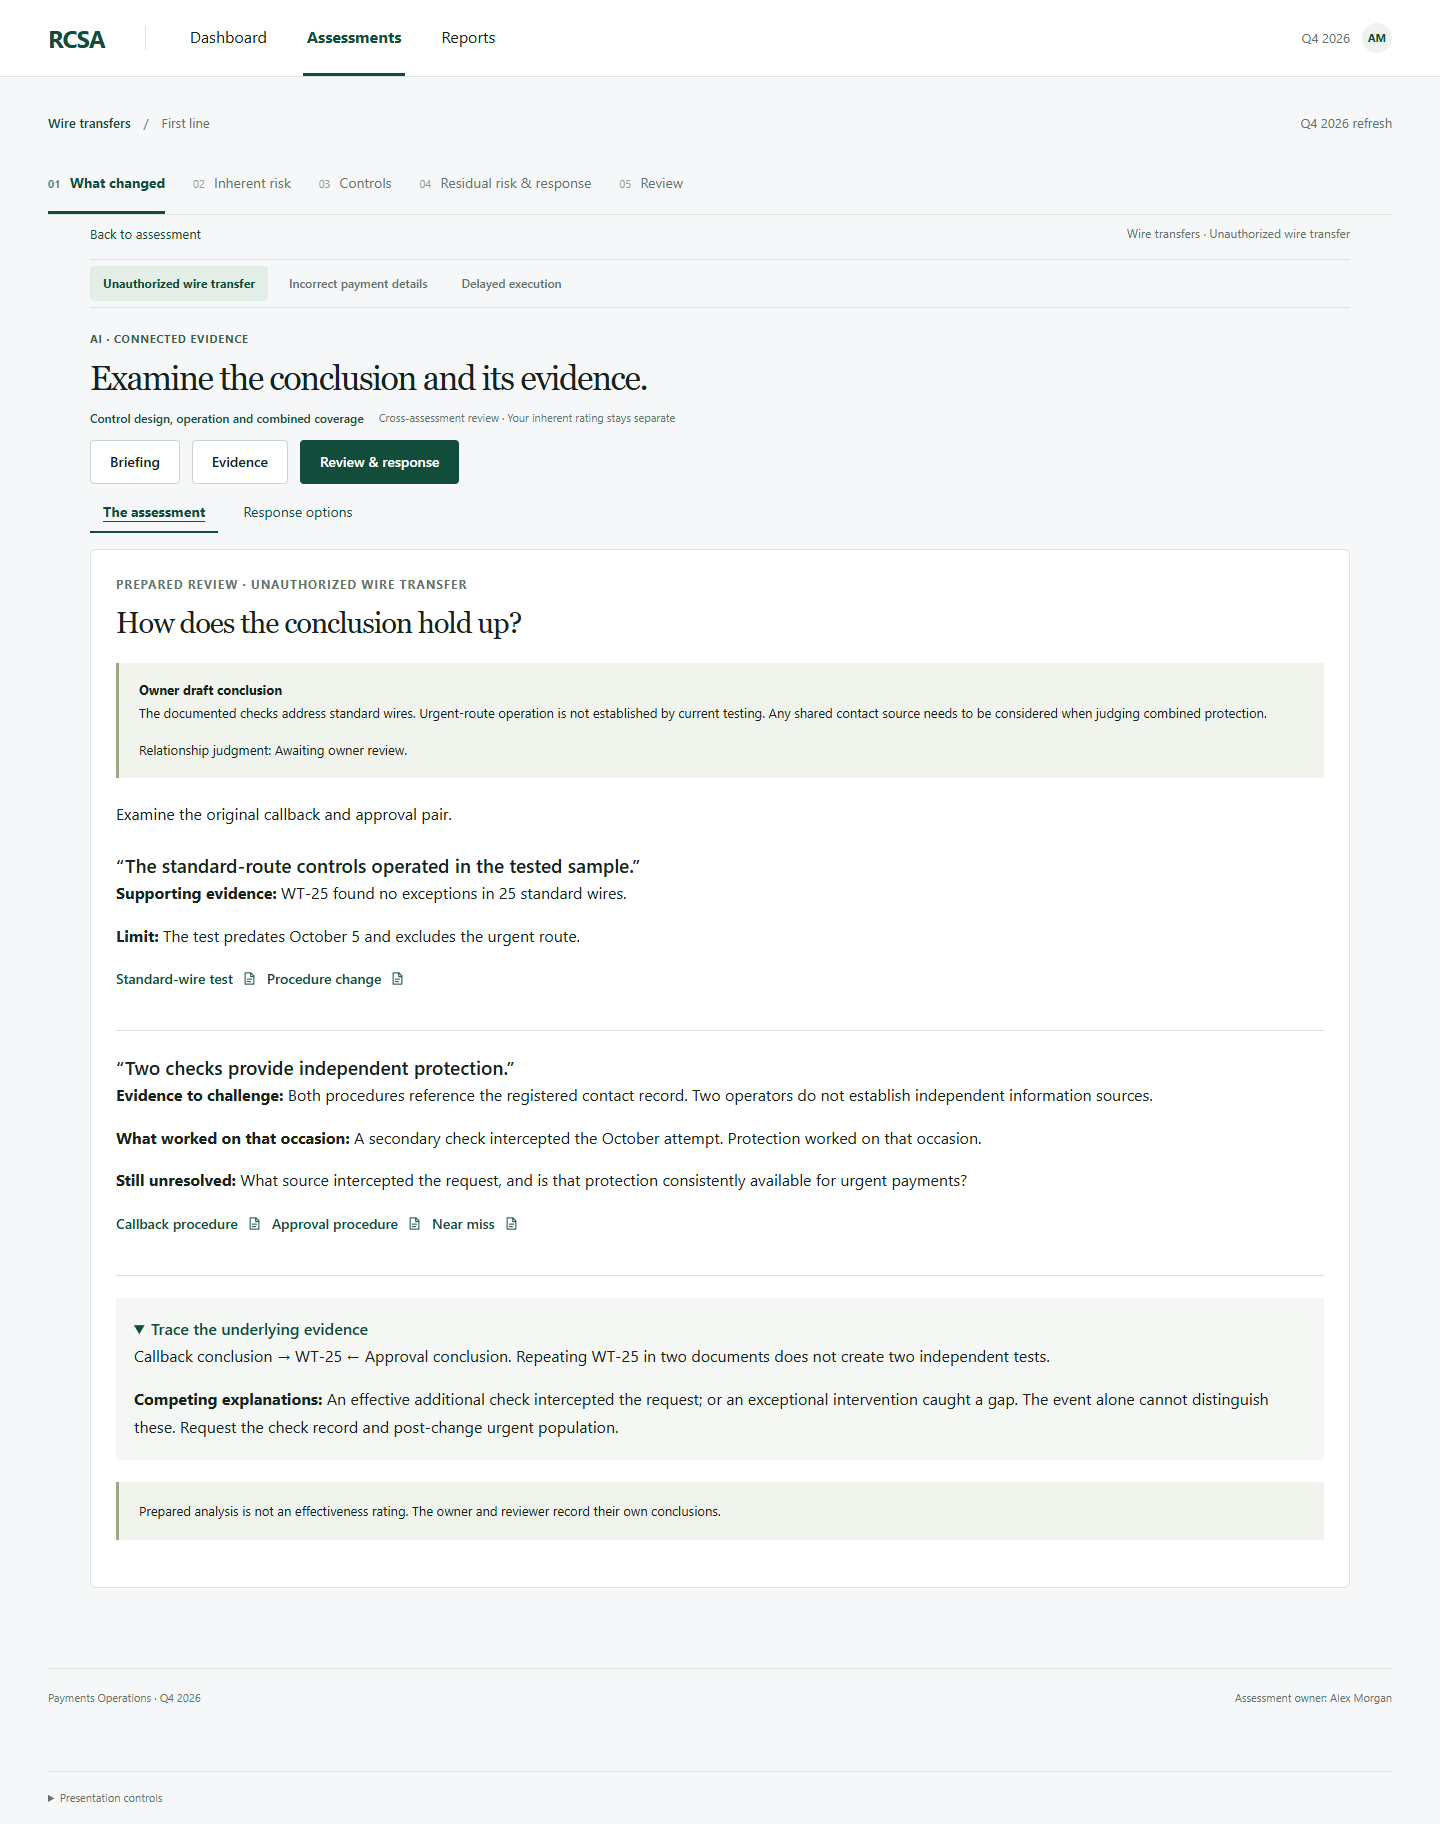 RCSA
Dashboard
Assessments
Reports
Q4 2026
AM
Wire transfers / First line
Q4 2026 refresh
01 What changed
02 Inherent risk
03 Controls
04 Residual risk & response
05 Review
Back to assessment
Wire transfers · Unauthorized wire transfer
Unauthorized wire transfer
Incorrect payment details
Delayed execution
AI · CONNECTED EVIDENCE
Examine the conclusion and its evidence.
Control design, operation and combined coverage
Cross-assessment review · Your inherent rating stays separate
Briefing
Evidence
Review & response
The assessment
Response options
PREPARED REVIEW · UNAUTHORIZED WIRE TRANSFER
How does the conclusion hold up?
Owner draft conclusion
The documented checks address standard wires. Urgent-route operation is not established by current testing. Any shared contact source needs to be considered when judging combined protection.
Relationship judgment: Awaiting owner review.
Examine the original callback and approval pair.
“The standard-route controls operated in the tested sample.”
Supporting evidence: WT-25 found no exceptions in 25 standard wires.
Limit: The test predates October 5 and excludes the urgent route.
Standard-wire test
Procedure change
“Two checks provide independent protection.”
Evidence to challenge: Both procedures reference the registered contact record. Two operators do not establish independent information sources.
What worked on that occasion: A secondary check intercepted the October attempt. Protection worked on that occasion.
Still unresolved: What source intercepted the request, and is that protection consistently available for urgent payments?
Callback procedure
Approval procedure
Near miss
▼ Trace the underlying evidence
Callback conclusion → WT-25 ← Approval conclusion. Repeating WT-25 in two documents does not create two independent tests.
Competing explanations: An effective additional check intercepted the request; or an exceptional intervention caught a gap. The event alone cannot distinguish
these. Request the check record and post-change urgent population.
Prepared analysis is not an effectiveness rating. The owner and reviewer record their own conclusions.
Payments Operations · Q4 2026
Assessment owner: Alex Morgan
▶ Presentation controls